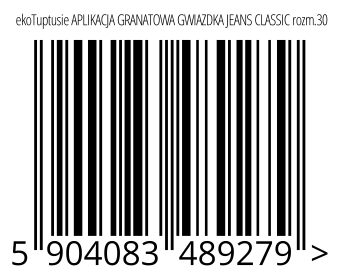 ekoTuptusie APLIKACJA GRANATOWA GWIAZDKA JEANS CLASSIC rozm.30
5 904083 489279 >